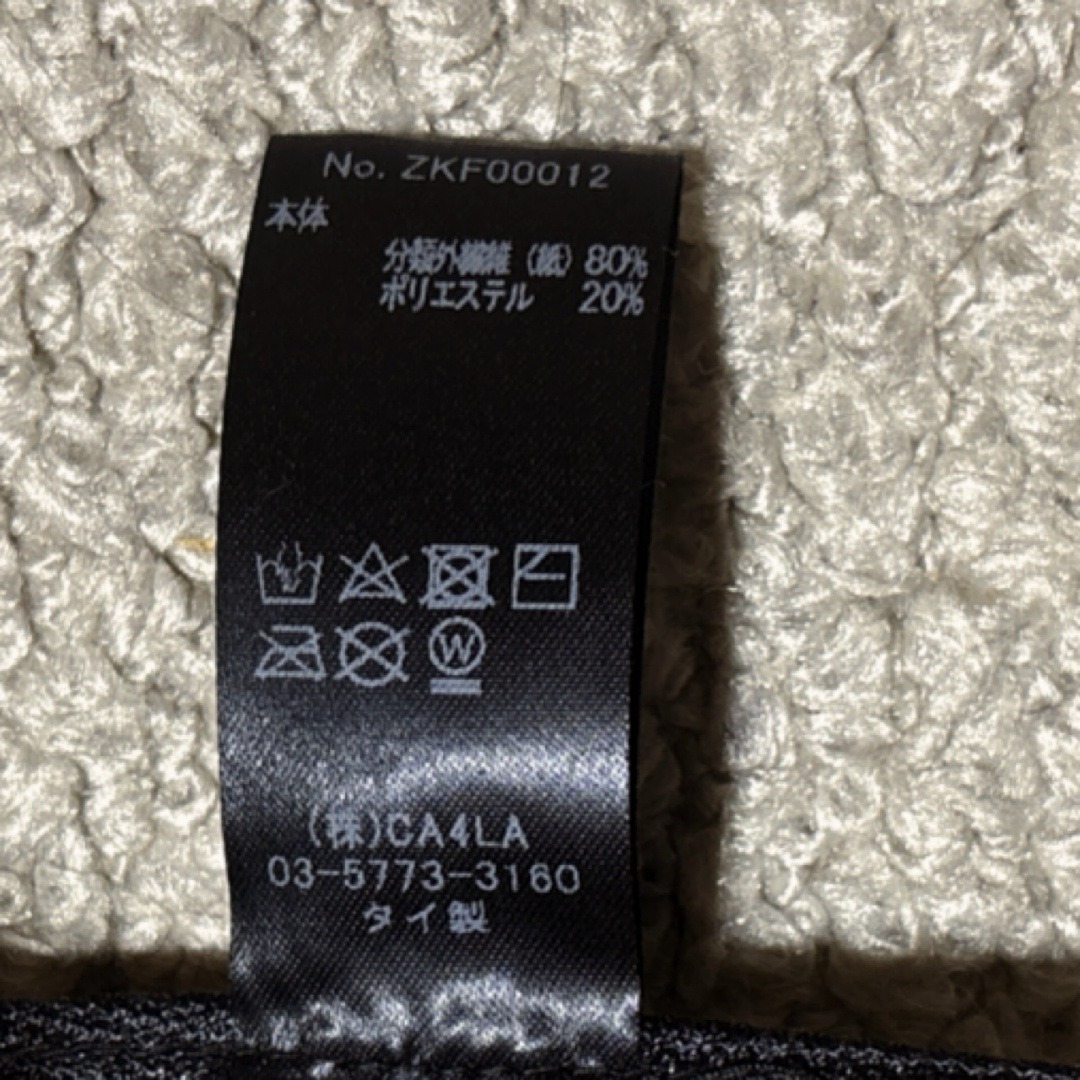 No. ZKF00012
本体
分類外繊維（紙）80%
ポリエステル 20%
W
（株）CA4LA
03-5773-3160
タイ製